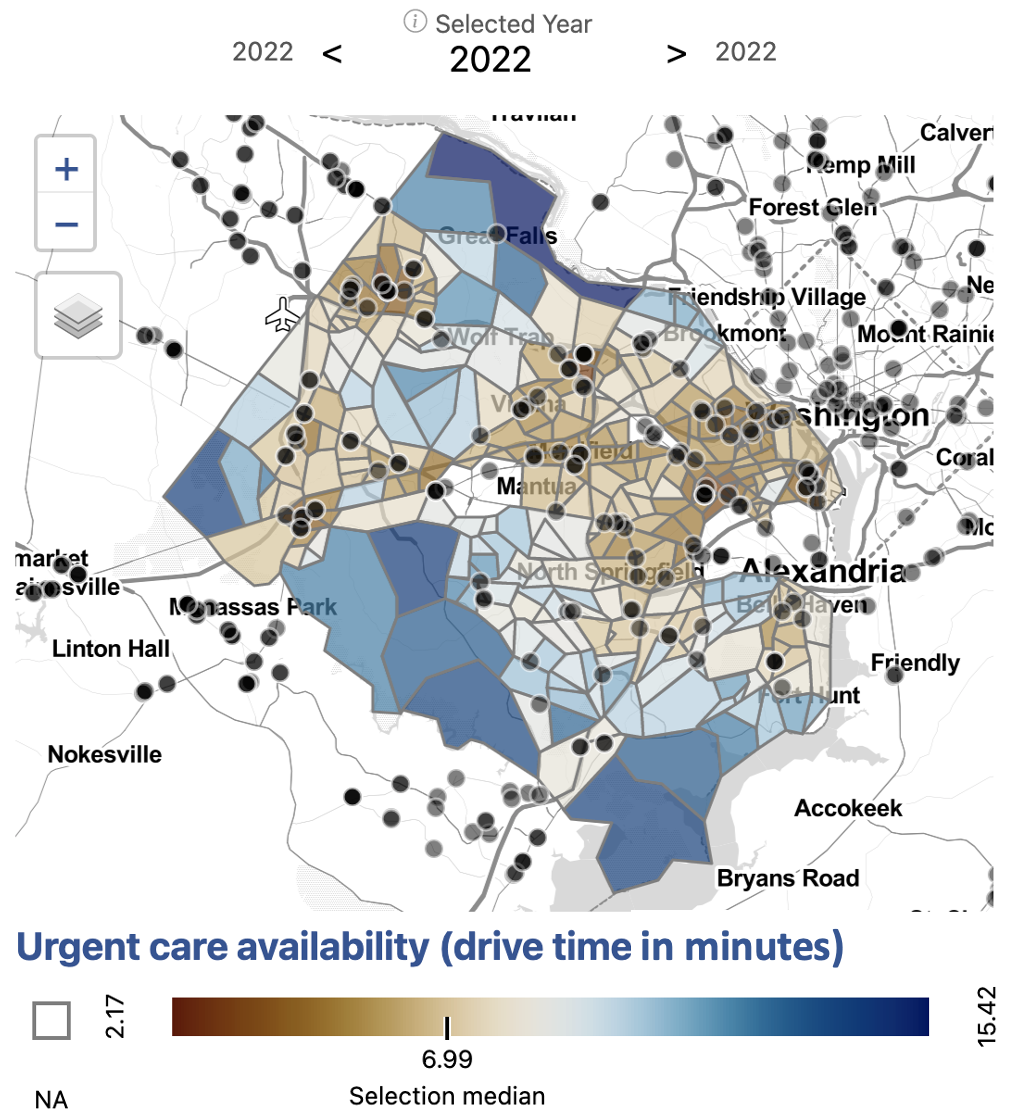 Selected Year
2022 < 2022 > 2022
Travilah
Calvert
Kemp Mill
+
Forest Glen
−
Great Falls
Ne
Friendship Village
Wolf Trap
Brookmont
Mount Rainie
Vienna
Washington
Merrifield
Coral
Mantua
market
North Springfield
Alexandria
ainesville
Manassas Park
Belle Haven
Linton Hall
Friendly
Fort Hunt
Nokesville
Accokeek
Bryans Road
Urgent care availability (drive time in minutes)
2.17
15.42
6.99
NA
Selection median